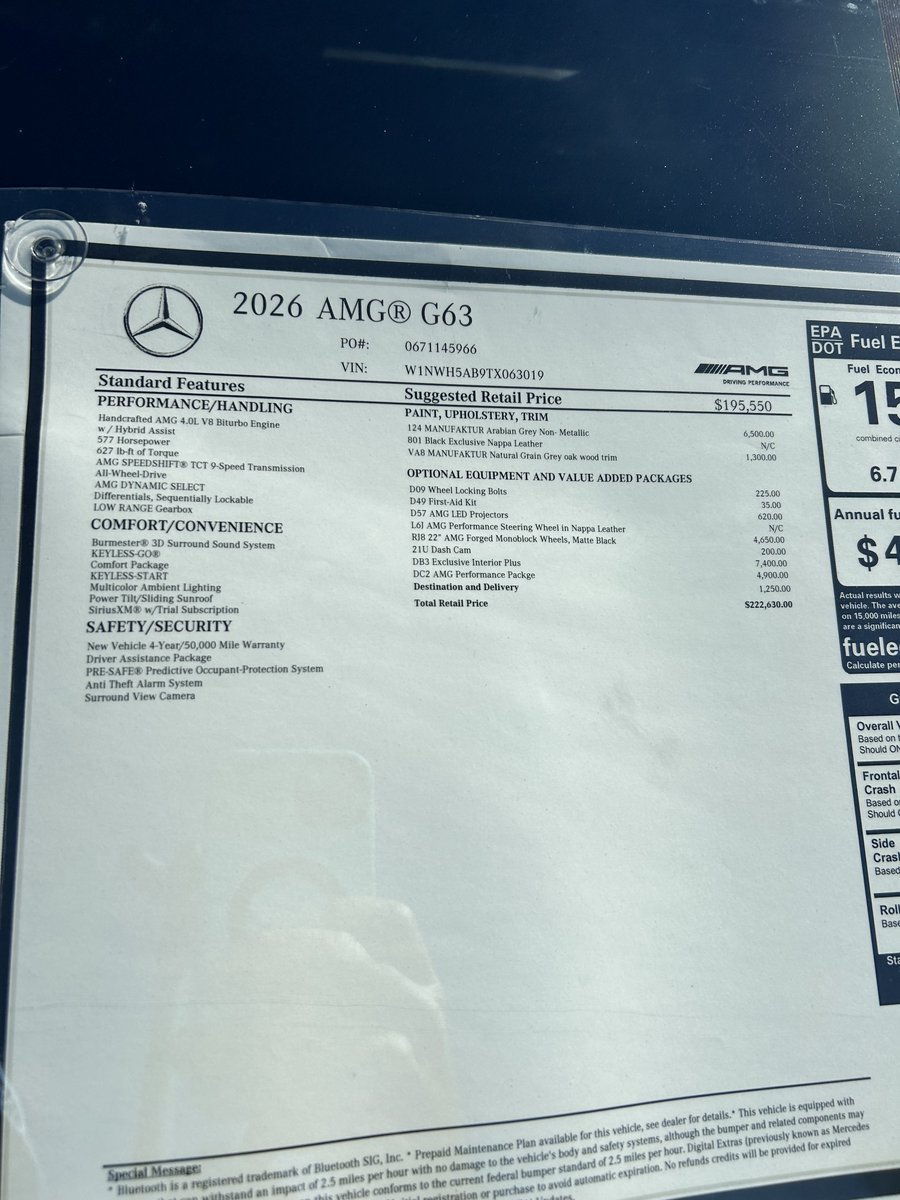 2026 AMG® G63
PO#: 0671145966
VIN: W1NWH5AB9TX063019
AMG
DRIVING PERFORMANCE
Standard Features
PERFORMANCE/HANDLING
Handcrafted AMG 4.0L V8 Biturbo Engine
w/ Hybrid Assist
577 Horsepower
627 lb-ft of Torque
AMG SPEEDSHIFT® TCT 9-Speed Transmission
All-Wheel-Drive
AMG DYNAMIC SELECT
Differentials, Sequentially Lockable
LOW RANGE Gearbox
COMFORT/CONVENIENCE
Burmester® 3D Surround Sound System
KEYLESS-GO®
Comfort Package
KEYLESS-START
Multicolor Ambient Lighting
Power Tilt/Sliding Sunroof
SiriusXM® w/Trial Subscription
SAFETY/SECURITY
New Vehicle 4-Year/50,000 Mile Warranty
Driver Assistance Package
PRE-SAFE® Predictive Occupant-Protection System
Anti Theft Alarm System
Surround View Camera
Suggested Retail Price $195,550
PAINT, UPHOLSTERY, TRIM
124 MANUFAKTUR Arabian Grey Non- Metallic 6,500.00
801 Black Exclusive Nappa Leather N/C
VA8 MANUFAKTUR Natural Grain Grey oak wood trim 1,300.00
OPTIONAL EQUIPMENT AND VALUE ADDED PACKAGES
D09 Wheel Locking Bolts 225.00
D49 First-Aid Kit 35.00
D57 AMG LED Projectors 620.00
L6J AMG Performance Steering Wheel in Nappa Leather N/C
RJ8 22" AMG Forged Monoblock Wheels, Matte Black 4,650.00
21U Dash Cam 200.00
DB3 Exclusive Interior Plus 7,400.00
DC2 AMG Performance Packge 4,900.00
Destination and Delivery 1,250.00
Total Retail Price $222,630.00
EPA
DOT Fuel E
Fuel Econ
15
combined ci
6.7
Annual fu
$4
Actual results w
vehicle. The ave
on 15,000 miles
are a significan
fuele
Calculate per
G
Overall V
Based on t
Should ON
Frontal
Crash
Based o
Should
Side
Cras
Based
Roll
Base
Sta
Special Message:
* Bluetooth is a registered trademark of Bluetooth SIG, Inc. * Prepaid Maintenance Plan available for this vehicle, see dealer for details.* This vehicle is equipped with
withstand an impact of 2.5 miles per hour with no damage to the vehicle's body and safety systems, although the bumper and related components may
this vehicle conforms to the current federal bumper standard of 2.5 miles per hour. Digital Extras (previously known as Mercedes
registration or purchase to avoid automatic expiration. No refunds credits will be provided for expired